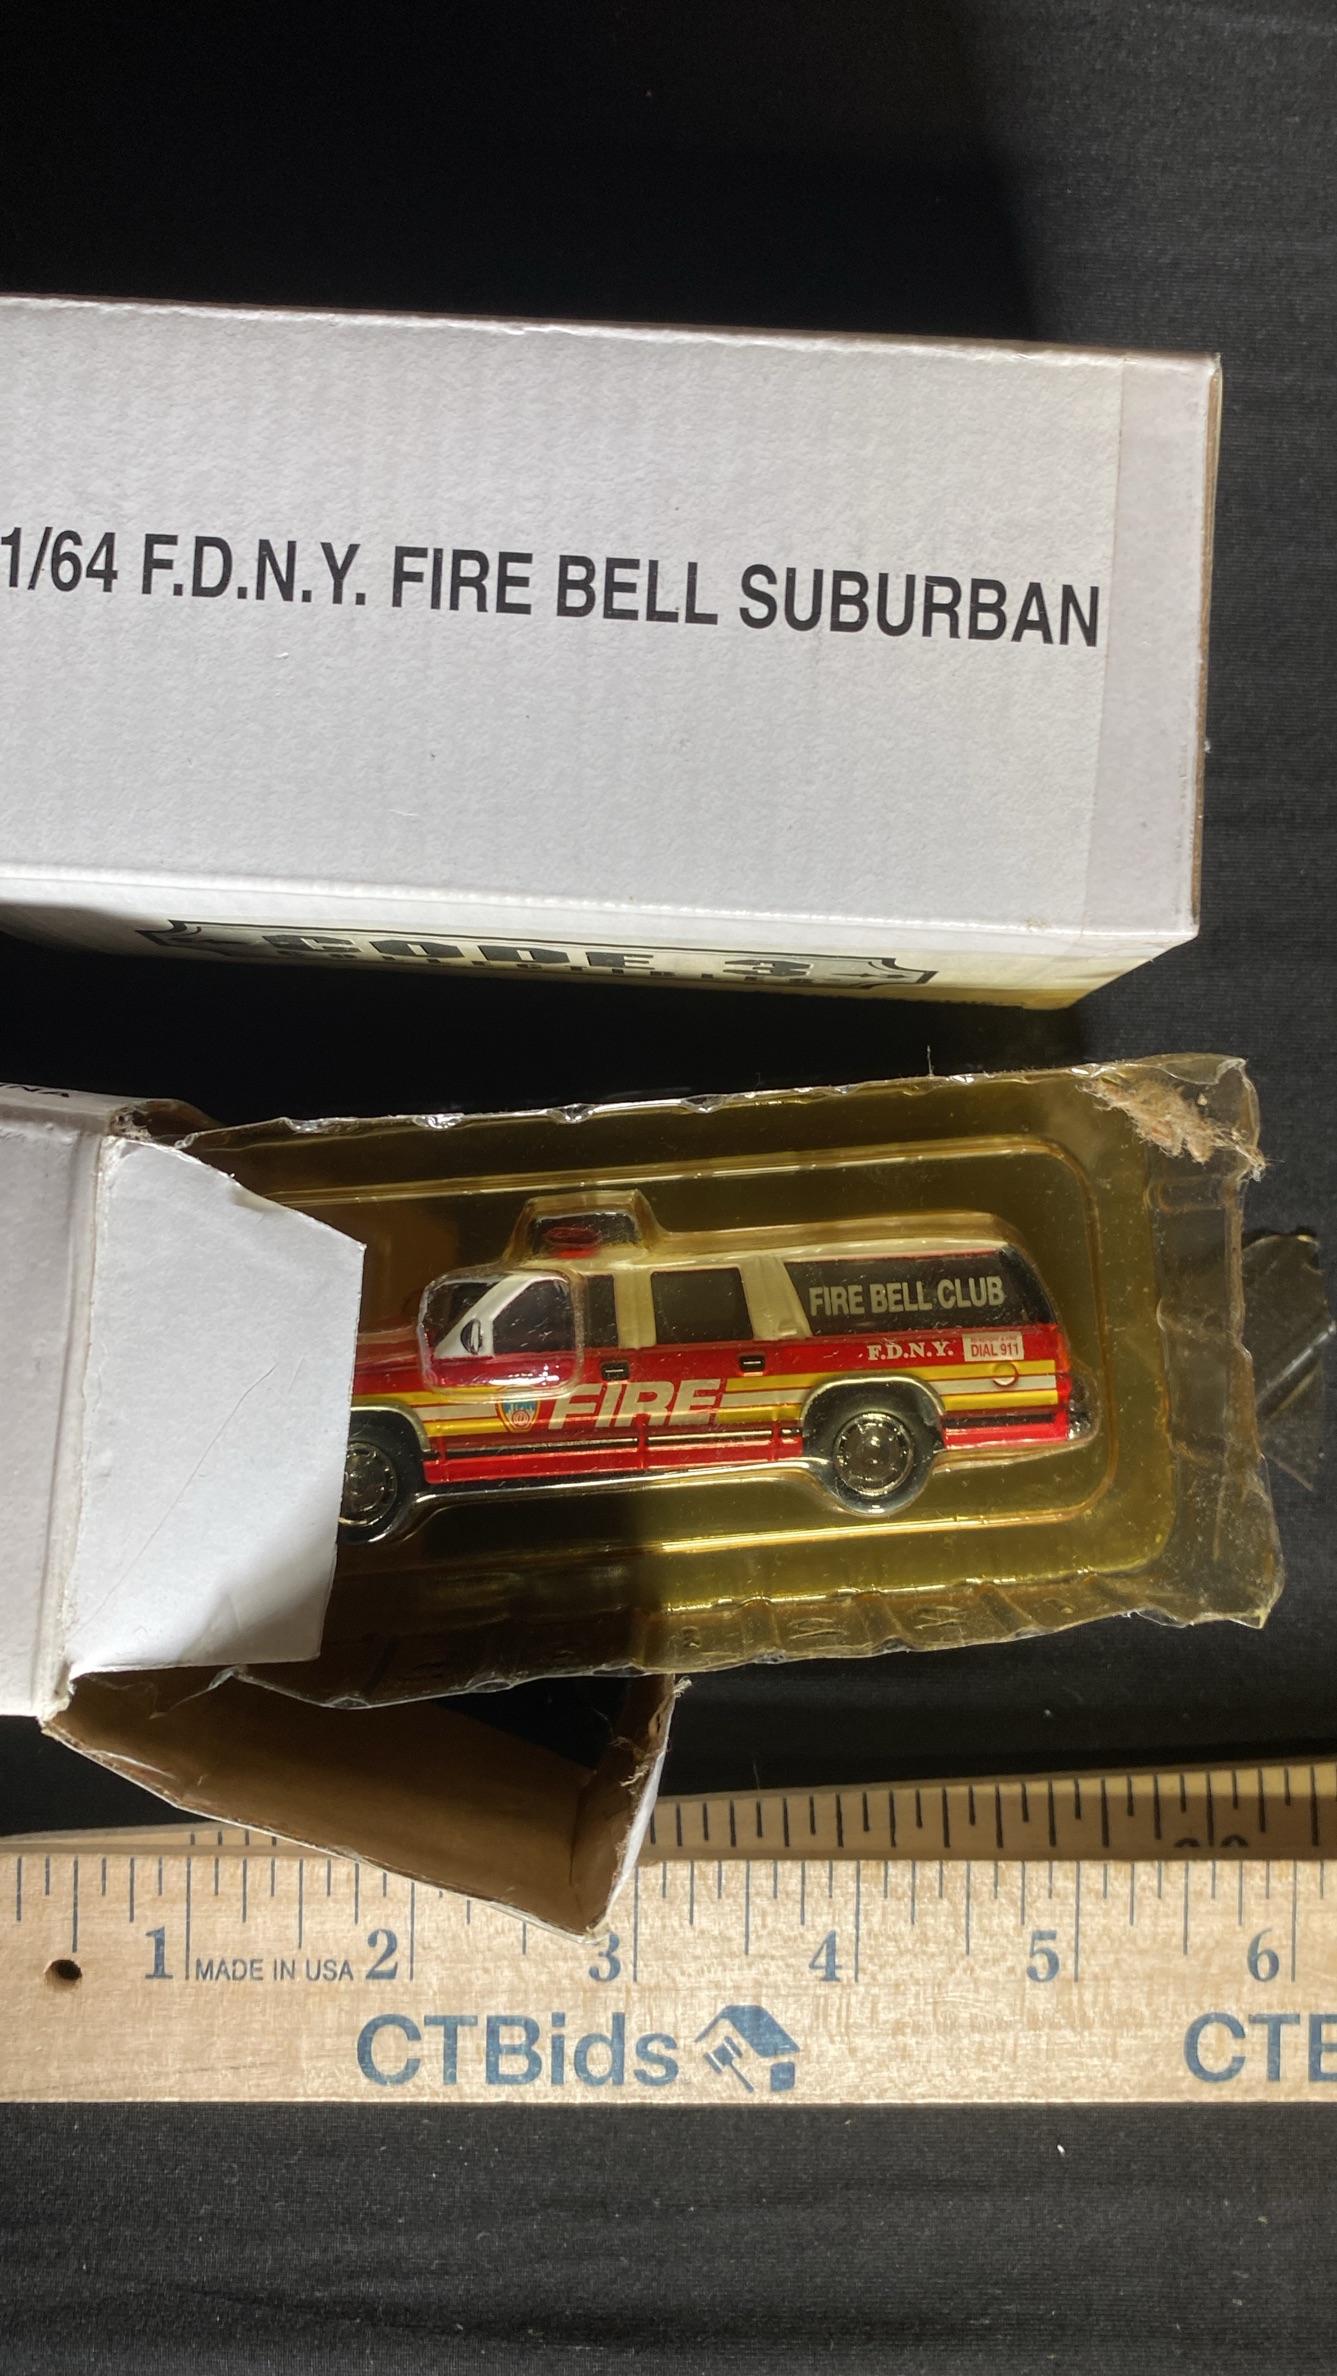 1/64 F.D.N.Y. FIRE BELL SUBURBAN
CODE 3
COLLECTIBLES
FIRE BELL CLUB
F.D.N.Y.
DIAL 911
FIRE
1 MADE IN USA 2 3 4 5 6
CTBids CTB